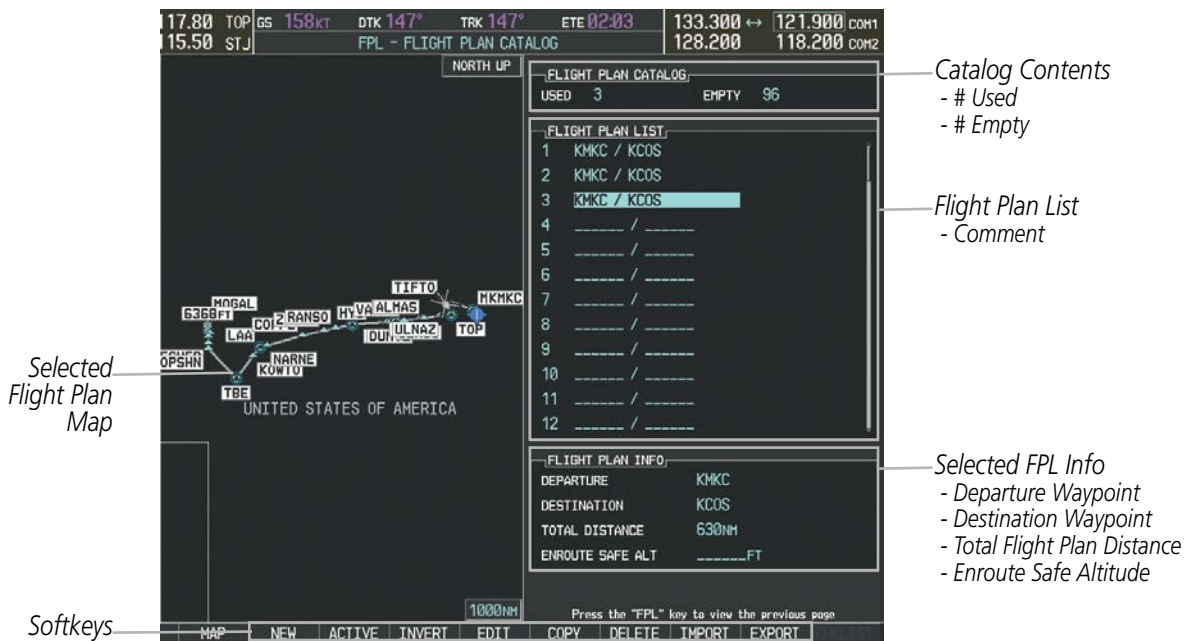 117.80 TOP GS 158KT DTK 147° TRK 147° ETE 02:03 133.300 ↔ 121.900 COM1
115.50 STJ FPL - FLIGHT PLAN CATALOG 128.200 118.200 COM2
NORTH UP
FLIGHT PLAN CATALOG
USED 3 EMPTY 96
FLIGHT PLAN LIST
1 KMKC / KCOS
2 KMKC / KCOS
3 KMKC / KCOS
4 ______ / ______
5 ______ / ______
6 ______ / ______
7 ______ / ______
8 ______ / ______
9 ______ / ______
10 ______ / ______
11 ______ / ______
12 ______ / ______
TIFTO
MKMKC
MOGAL
6368FT
RANSO
ALMAS
ULNAZ
TOP
LAA
NARNE
KOWTO
OPSHN
TBE
UNITED STATES OF AMERICA
FLIGHT PLAN INFO
DEPARTURE KMKC
DESTINATION KCOS
TOTAL DISTANCE 630NM
ENROUTE SAFE ALT ______FT
1000NM
Press the "FPL" key to view the previous page
MAP NEW ACTIVE INVERT EDIT COPY DELETE IMPORT EXPORT
Catalog Contents
- # Used
- # Empty
Flight Plan List
- Comment
Selected
Flight Plan
Map
Selected FPL Info
- Departure Waypoint
- Destination Waypoint
- Total Flight Plan Distance
- Enroute Safe Altitude
Softkeys